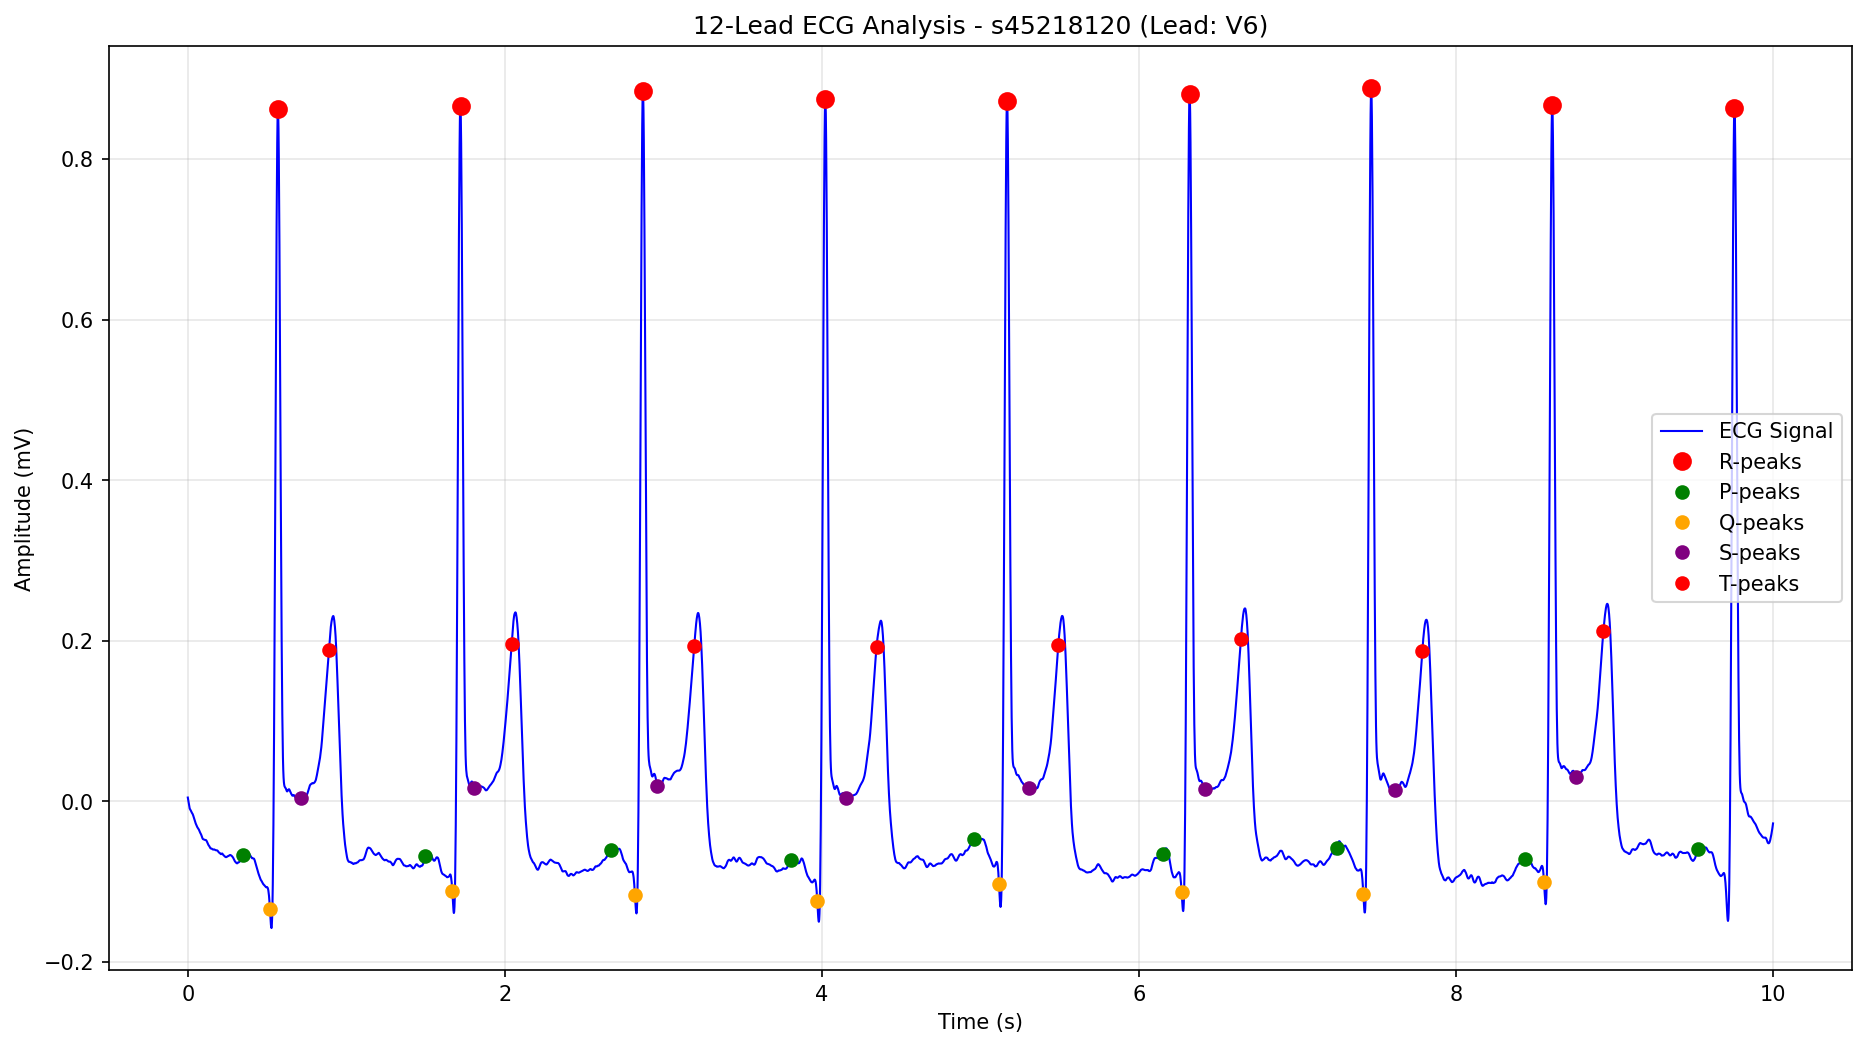 12-Lead ECG Analysis - s45218120 (Lead: V6)
Amplitude (mV)
0.8
0.6
0.4
0.2
0.0
−0.2
0 2 4 6 8 10
Time (s)
ECG Signal
R-peaks
P-peaks
Q-peaks
S-peaks
T-peaks